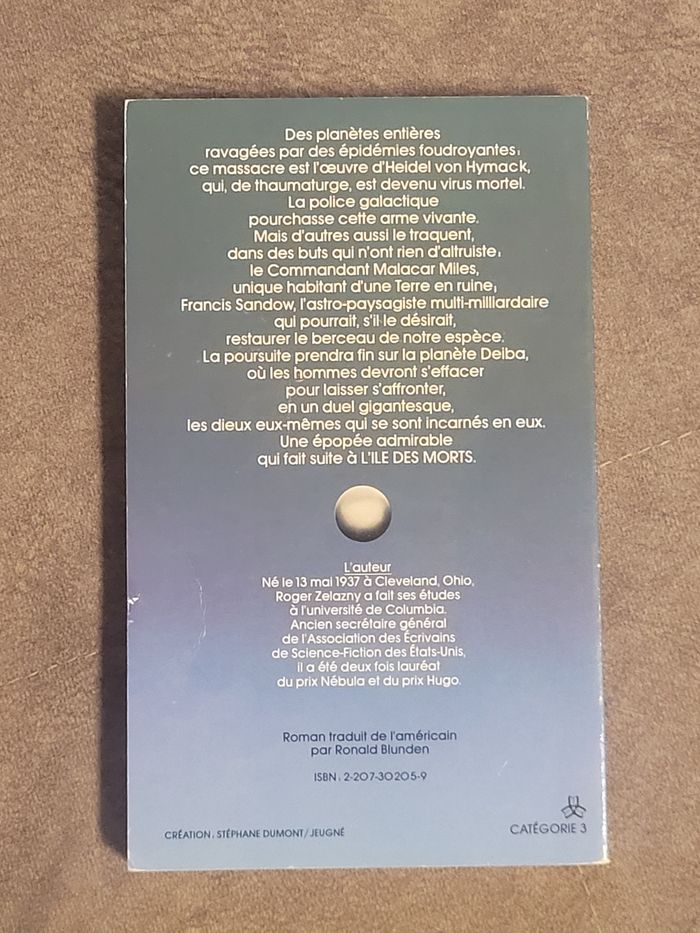 Des planètes entières
ravagées par des épidémies foudroyantes :
ce massacre est l'œuvre d'Heidel von Hymack,
qui, de thaumaturge, est devenu virus mortel.
La police galactique
pourchasse cette arme vivante.
Mais d'autres aussi le traquent,
dans des buts qui n'ont rien d'altruiste :
le Commandant Malacar Miles,
unique habitant d'une Terre en ruine ;
Francis Sandow, l'astro-paysagiste multi-milliardaire
qui pourrait, s'il le désirait,
restaurer le berceau de notre espèce.
La poursuite prendra fin sur la planète Deiba,
où les hommes devront s'effacer
pour laisser s'affronter,
en un duel gigantesque,
les dieux eux-mêmes qui se sont incarnés en eux.
Une épopée admirable
qui fait suite à L'ILE DES MORTS.
L'auteur
Né le 13 mai 1937 à Cleveland, Ohio,
Roger Zelazny a fait ses études
à l'université de Columbia.
Ancien secrétaire général
de l'Association des Écrivains
de Science-Fiction des États-Unis,
il a été deux fois lauréat
du prix Nébula et du prix Hugo.
Roman traduit de l'américain
par Ronald Blunden
ISBN : 2-207-30205-9
CRÉATION : STÉPHANE DUMONT/JEUGNÉ
CATÉGORIE 3